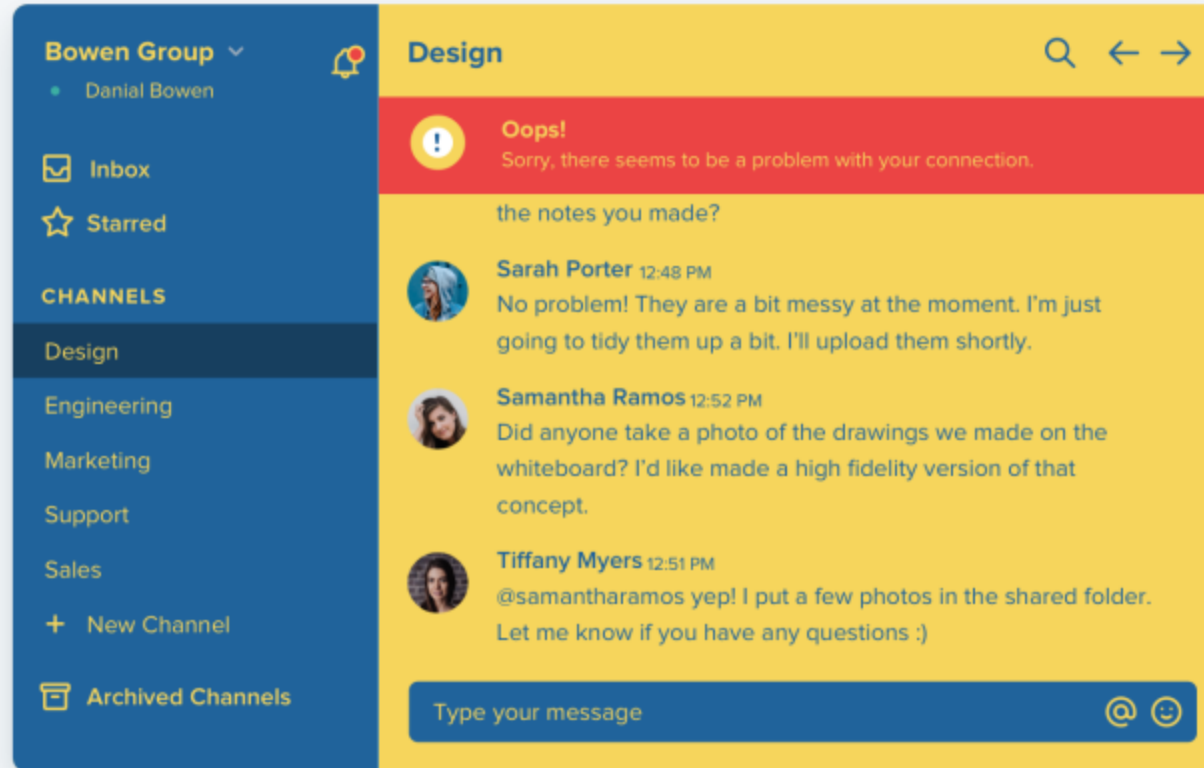 Bowen Group
Danial Bowen
Inbox
Starred
CHANNELS
Design
Engineering
Marketing
Support
Sales
+ New Channel
Archived Channels
Design
!
Oops!
Sorry, there seems to be a problem with your connection.
the notes you made?
Sarah Porter 12:48 PM
No problem! They are a bit messy at the moment. I'm just
going to tidy them up a bit. I'll upload them shortly.
Samantha Ramos 12:52 PM
Did anyone take a photo of the drawings we made on the
whiteboard? I'd like made a high fidelity version of that
concept.
Tiffany Myers 12:51 PM
@samantharamos yep! I put a few photos in the shared folder.
Let me know if you have any questions :)
Type your message @